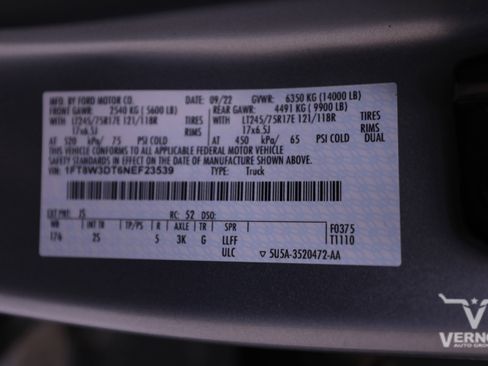 MFD. BY FORD MOTOR CO. 09/22 GVWR: 6350 KG (14000 LB)
FRONT GAWR: 2540 KG (5600 LB) REAR GAWR: 4491 KG (9900 LB)
WITH LT245/75R17E 121/118R TIRES WITH LT245/75R17E 121/118R TIRES
17x6.5J RIMS 17x6.5J RIMS
AT 520 kPa/ 75 PSI COLD AT 450 kPa/ 65 PSI COLD DUAL
THIS VEHICLE CONFORMS TO ALL APPLICABLE FEDERAL MOTOR VEHICLE
SAFETY STANDARDS IN EFFECT ON THE DATE OF MANUFACTURE SHOWN ABOVE.
VIN: 1FT8W3DT6NEF23539 TYPE: Truck
EXT PNT: JS RC: 52 DSO: F0375
WB INT TR TP/PS R AXLE TR SPR T1110
176 25 5 3K G LLFF
ULC 5U5A-3520472-AA
VERNO
AUTO GROU